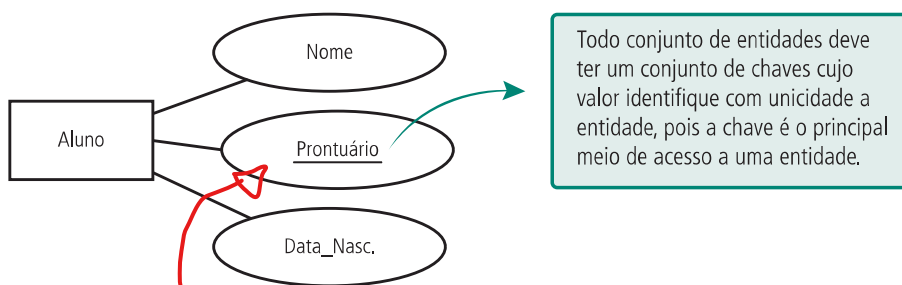 Nome
Todo conjunto de entidades deve
ter um conjunto de chaves cujo
valor identifique com unicidade a
entidade, pois a chave é o principal
meio de acesso a uma entidade.
Aluno
Prontuário
Data_Nasc.